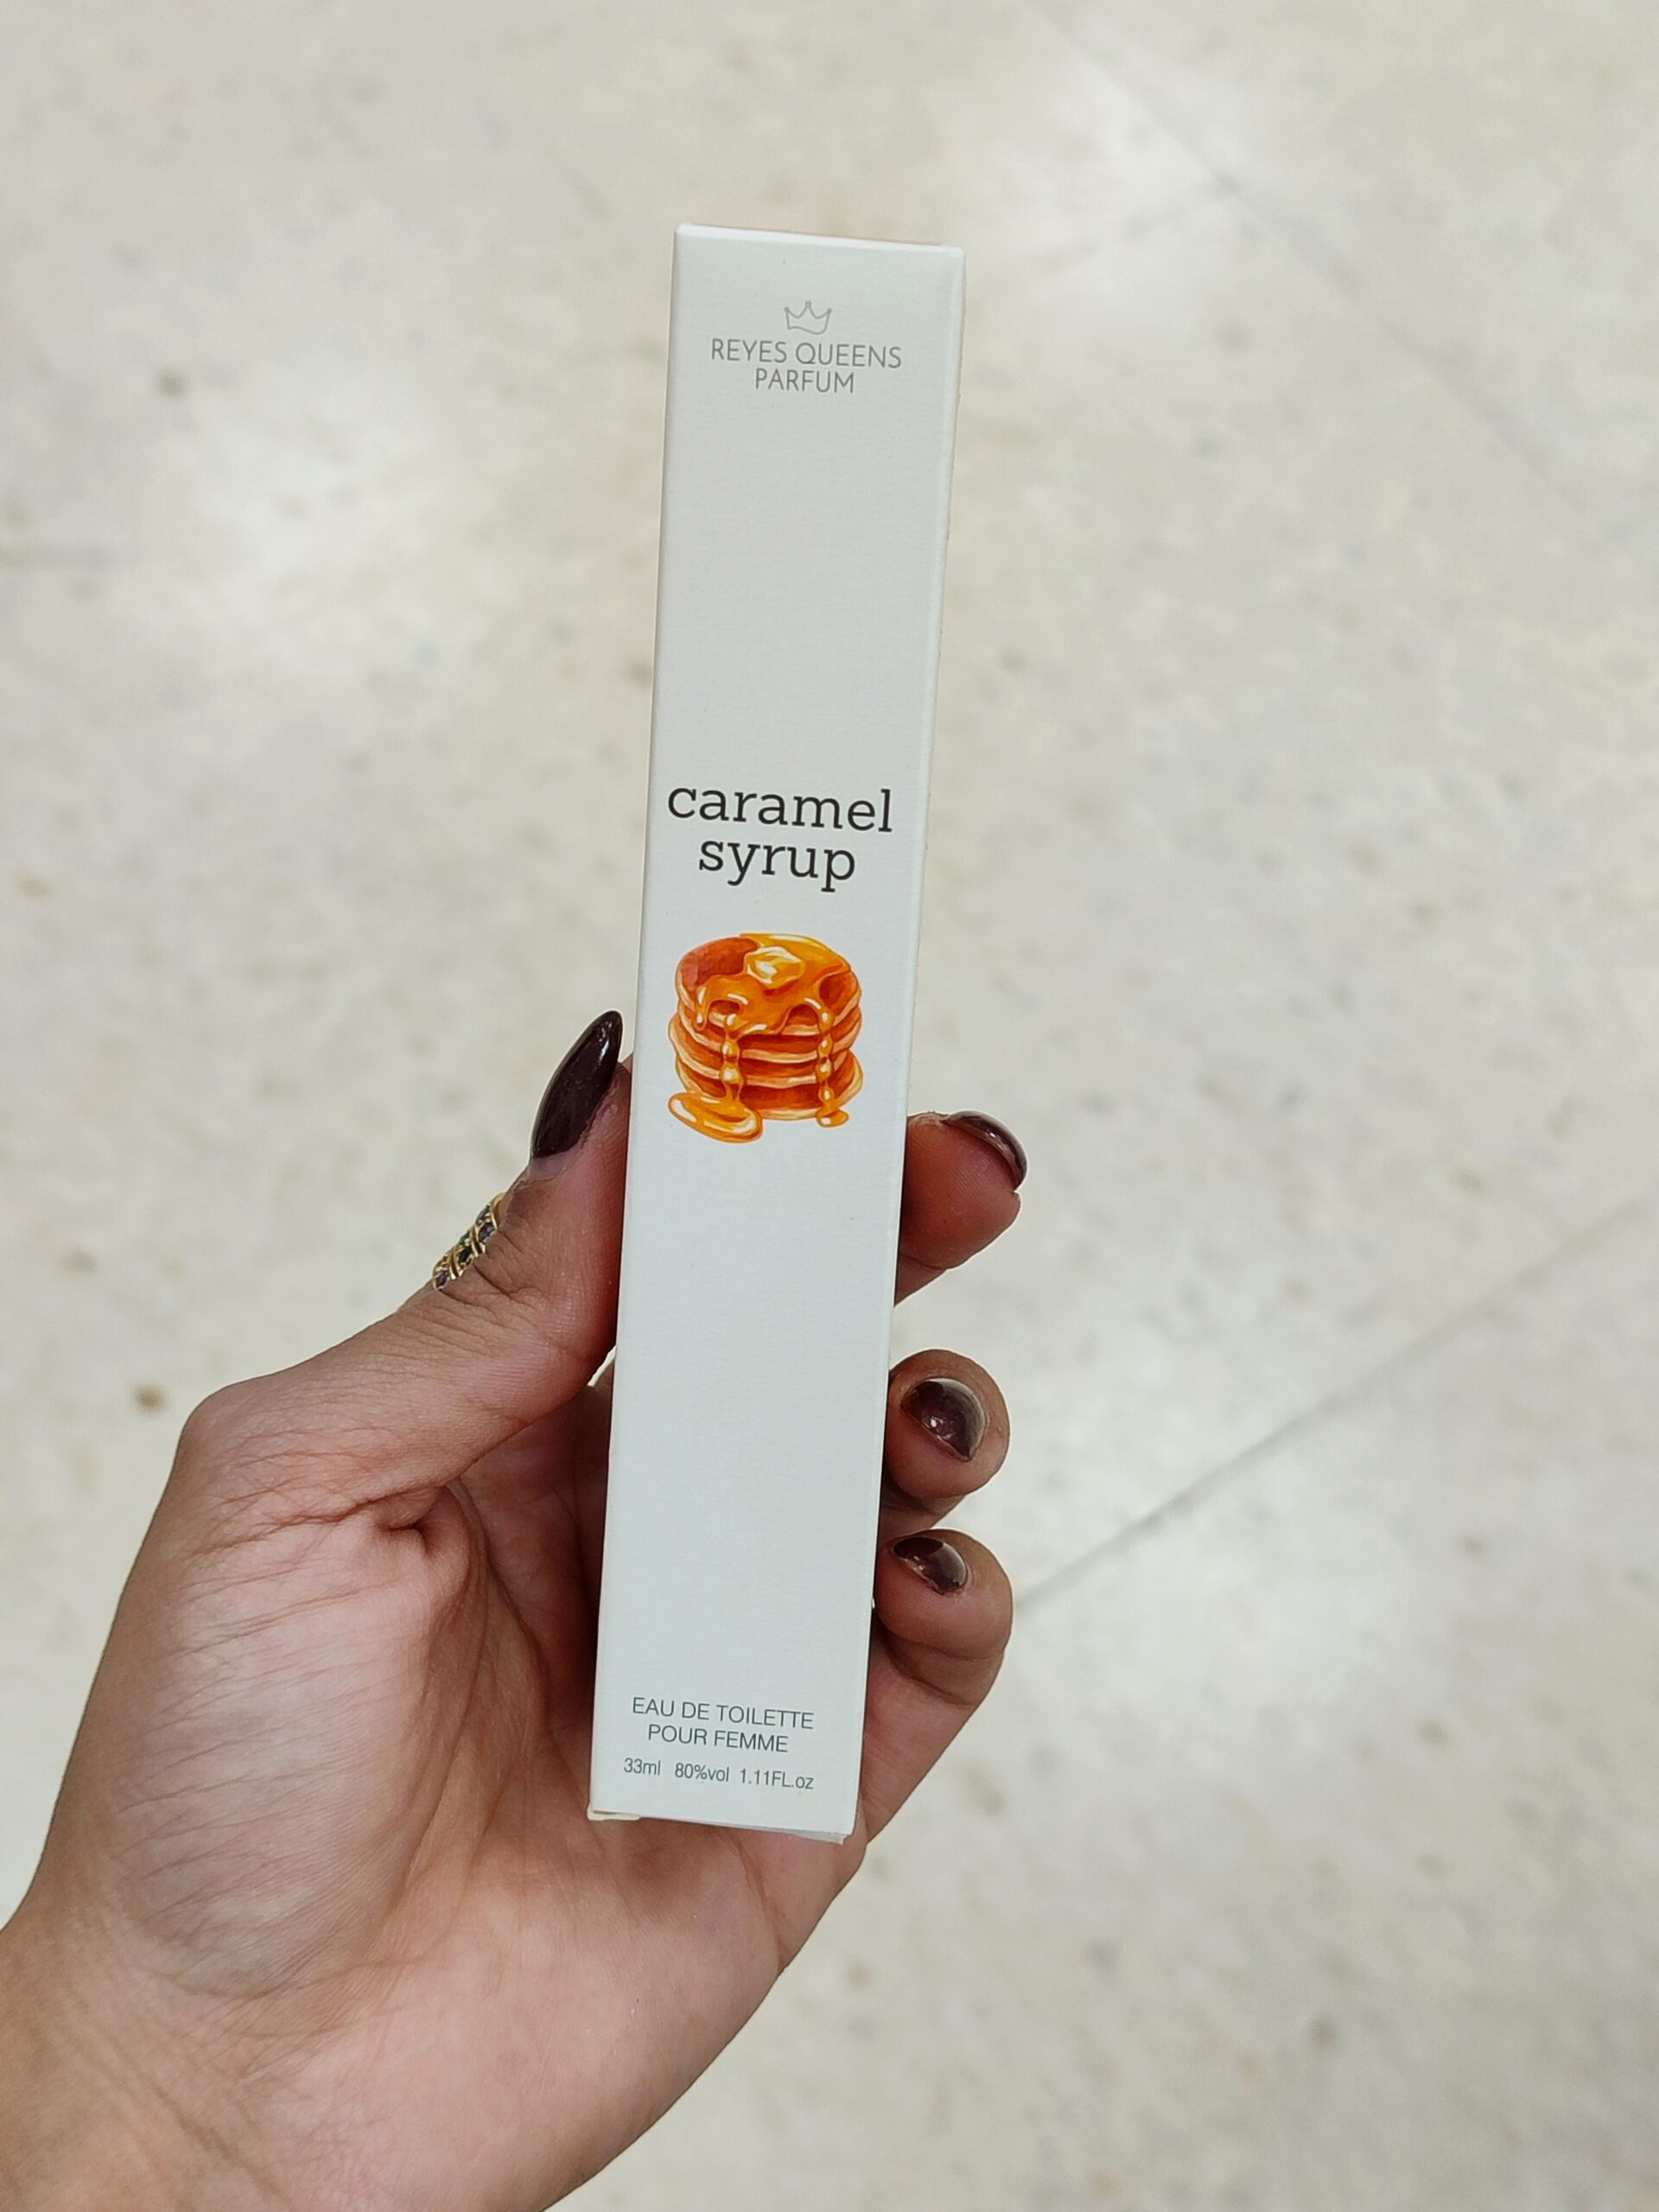 REYES QUEENS
PARFUM
caramel
syrup
EAU DE TOILETTE
POUR FEMME
33ml 80%vol 1.11FL.oz